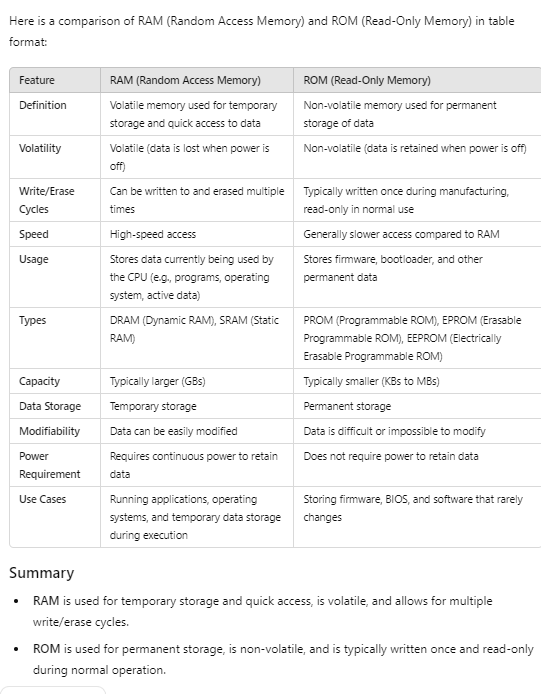 Here is a comparison of RAM (Random Access Memory) and ROM (Read-Only Memory) in table
format:
Feature RAM (Random Access Memory) ROM (Read-Only Memory)
Definition Volatile memory used for temporary Non-volatile memory used for permanent
storage and quick access to data storage of data
Volatility Volatile (data is lost when power is Non-volatile (data is retained when power is off)
off)
Write/Erase Can be written to and erased multiple Typically written once during manufacturing,
Cycles times read-only in normal use
Speed High-speed access Generally slower access compared to RAM
Usage Stores data currently being used by Stores firmware, bootloader, and other
the CPU (e.g., programs, operating permanent data
system, active data)
Types DRAM (Dynamic RAM), SRAM (Static PROM (Programmable ROM), EPROM (Erasable
RAM) Programmable ROM), EEPROM (Electrically
Erasable Programmable ROM)
Capacity Typically larger (GBs) Typically smaller (KBs to MBs)
Data Storage Temporary storage Permanent storage
Modifiability Data can be easily modified Data is difficult or impossible to modify
Power Requires continuous power to retain Does not require power to retain data
Requirement data
Use Cases Running applications, operating Storing firmware, BIOS, and software that rarely
systems, and temporary data storage changes
during execution
Summary
• RAM is used for temporary storage and quick access, is volatile, and allows for multiple
write/erase cycles.
• ROM is used for permanent storage, is non-volatile, and is typically written once and read-only
during normal operation.